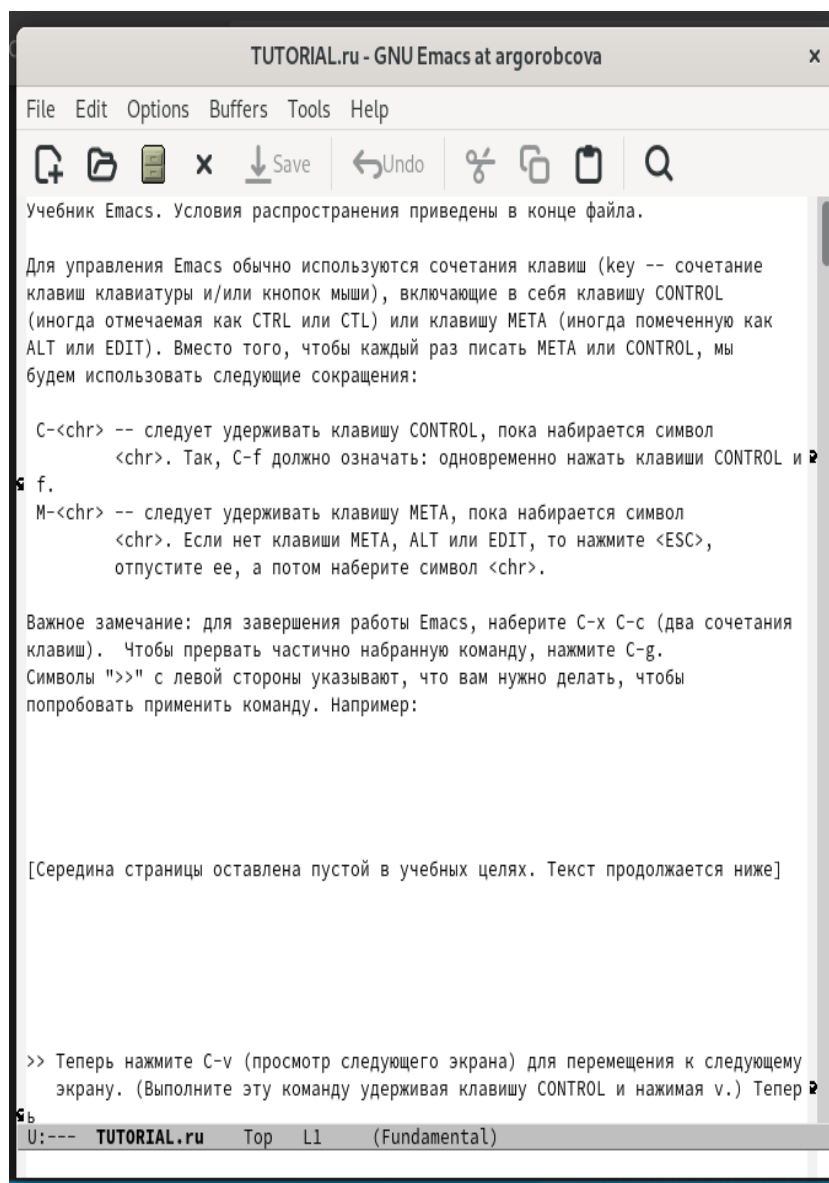 TUTORIAL.ru - GNU Emacs at argorobcova
File Edit Options Buffers Tools Help
Save Undo
Учебник Emacs. Условия распространения приведены в конце файла.
Для управления Emacs обычно используются сочетания клавиш (key -- сочетание
клавиш клавиатуры и/или кнопок мыши), включающие в себя клавишу CONTROL
(иногда отмечаемая как CTRL или CTL) или клавишу META (иногда помеченную как
ALT или EDIT). Вместо того, чтобы каждый раз писать META или CONTROL, мы
будем использовать следующие сокращения:
C-<chr> -- следует удерживать клавишу CONTROL, пока набирается символ
<chr>. Так, C-f должно означать: одновременно нажать клавиши CONTROL и
f.
M-<chr> -- следует удерживать клавишу META, пока набирается символ
<chr>. Если нет клавиши META, ALT или EDIT, то нажмите <ESC>,
отпустите ее, а потом наберите символ <chr>.
Важное замечание: для завершения работы Emacs, наберите C-x C-c (два сочетания
клавиш).  Чтобы прервать частично набранную команду, нажмите C-g.
Символы ">>" с левой стороны указывают, что вам нужно делать, чтобы
попробовать применить команду. Например:
[Середина страницы оставлена пустой в учебных целях. Текст продолжается ниже]
>> Теперь нажмите C-v (просмотр следующего экрана) для перемещения к следующему
экрану. (Выполните эту команду удерживая клавишу CONTROL и нажимая v.) Тепер
ь
U:--- TUTORIAL.ru Top L1 (Fundamental)